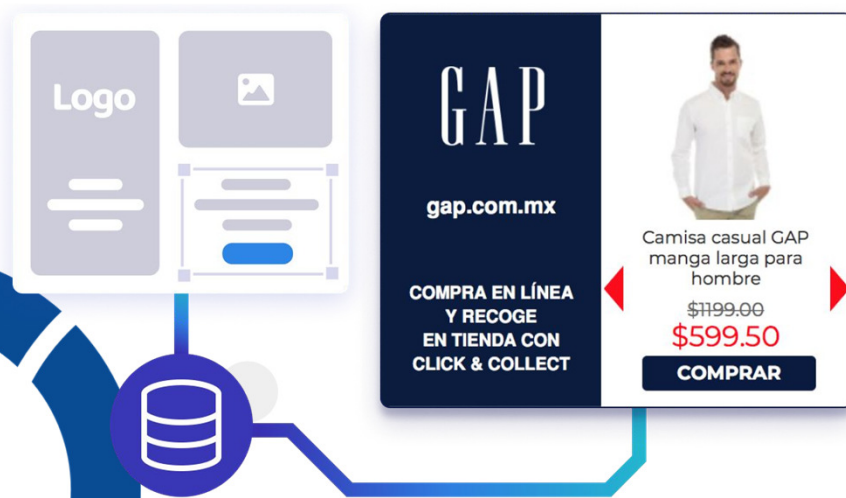 Logo
GAP
gap.com.mx
COMPRA EN LÍNEA
Y RECOGE
EN TIENDA CON
CLICK & COLLECT
Camisa casual GAP
manga larga para
hombre
$1199.00
$599.50
COMPRAR